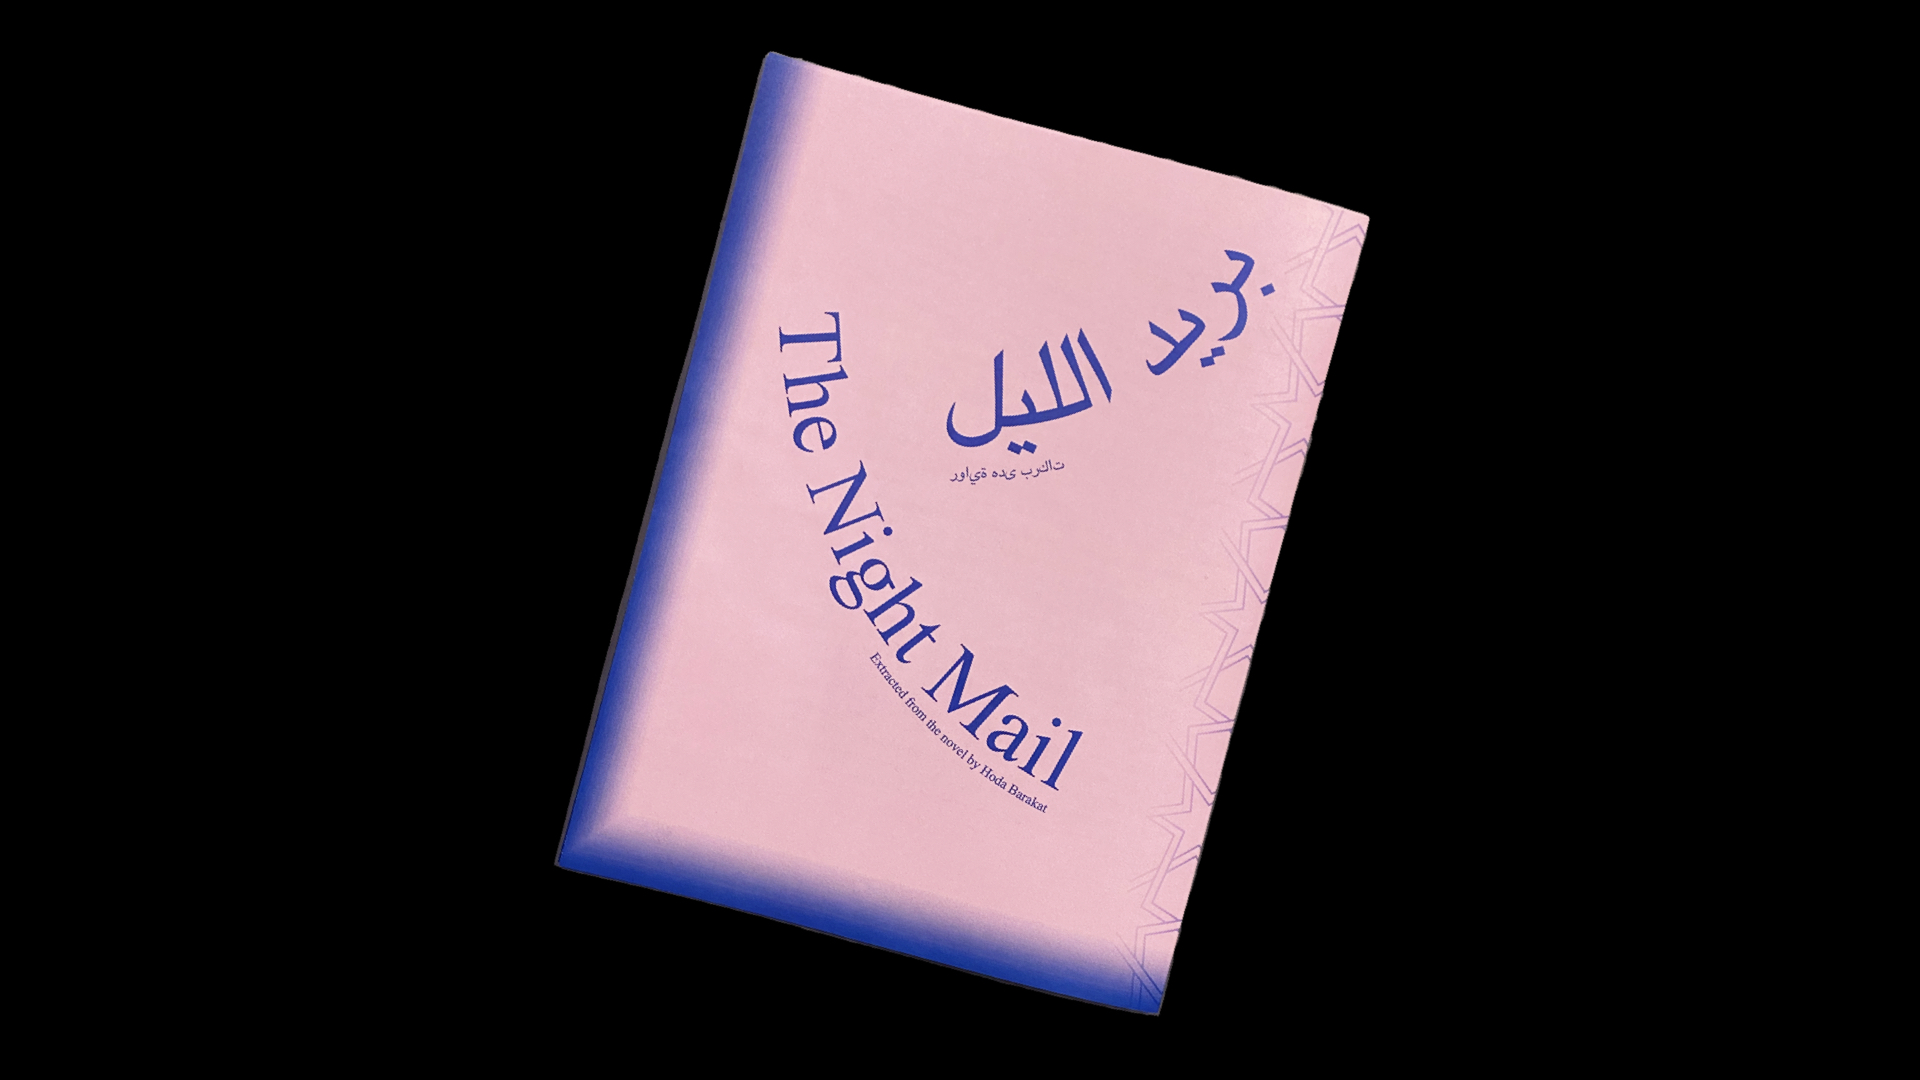 بريد الليل
تاكرب ىده ةياور
The Night Mail
Extracted from the novel by Hoda Barakat